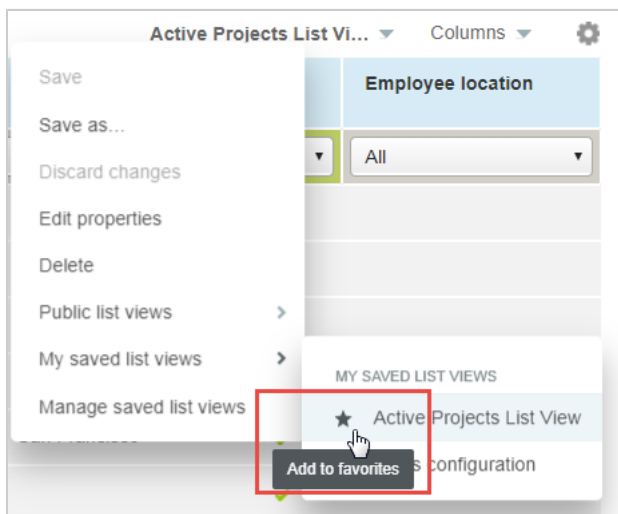 Active Projects List Vi... Columns
Save
Employee location
Save as...
All
Discard changes
Edit properties
Delete
Public list views
My saved list views
MY SAVED LIST VIEWS
Manage saved list views
Active Projects List View
Add to favorites
configuration